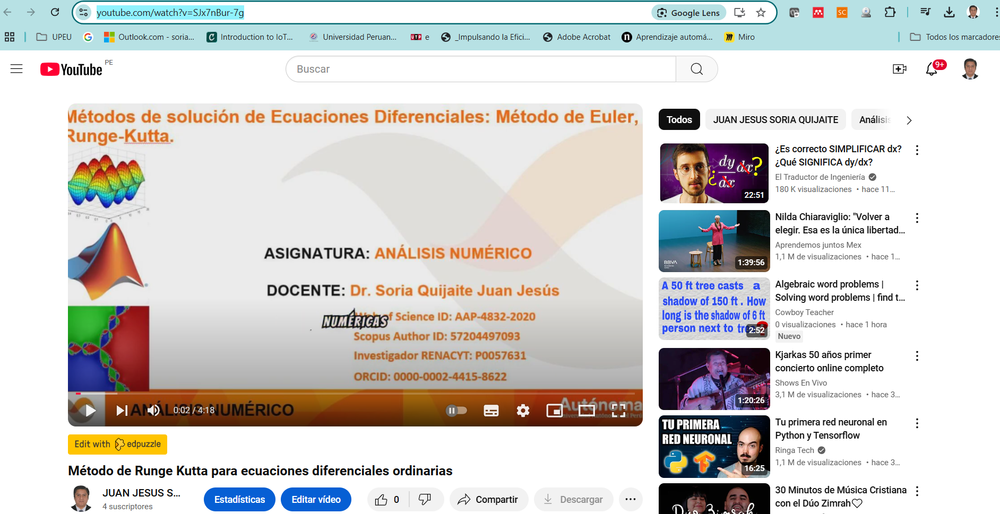 youtube.com/watch?v=SJx7nBur-7g
Google Lens
SC
UPEU
Outlook.com - soria...
Introduction to IoT...
Universidad Peruan...
UTP
e
_Impulsando la Efici...
Adobe Acrobat
Aprendizaje automá...
Miro
Todos los marcadores
YouTube PE
Buscar
9+
Métodos de solución de Ecuaciones Diferenciales: Método de Euler,
Runge-Kutta.
ASIGNATURA: ANÁLISIS NUMÉRICO
DOCENTE: Dr. Soria Quijaite Juan Jesús
NUMÉRICAS
of Science ID: AAP-4832-2020
Scopus Author ID: 57204497093
Investigador RENACYT: P0057631
ORCID: 0000-0002-4415-8622
ANÁLISIS NUMÉRICO
0:02 / 4:18
Autónoma
Edit with edpuzzle
Método de Runge Kutta para ecuaciones diferenciales ordinarias
JUAN JESUS S...
4 suscriptores
Estadísticas
Editar vídeo
0
Compartir
Descargar
Todos
JUAN JESUS SORIA QUIJAITE
Análisis
¿dy/dx dx?
22:51
¿Es correcto SIMPLIFICAR dx?
¿Qué SIGNIFICA dy/dx?
El Traductor de Ingeniería
180 K visualizaciones • hace 11...
BBVA
1:39:56
Nilda Chiaraviglio: "Volver a
elegir. Esa es la única libertad...
Aprendemos juntos Mex
1,1 M de visualizaciones • hace 1...
A 50 ft tree casts a
shadow of 150 ft . How
long is the shadow of 6 ft
person next to tre
2:52
Algebraic word problems |
Solving word problems | find t...
Cowboy Teacher
0 visualizaciones • hace 1 hora
Nuevo
1:20:26
Kjarkas 50 años primer
concierto online completo
Shows En Vivo
3,1 M de visualizaciones • hace 3...
TU PRIMERA
RED NEURONAL
16:25
Tu primera red neuronal en
Python y Tensorflow
Ringa Tech
1,1 M de visualizaciones • hace 3...
Dúo Zimrah
30 Minutos de Música Cristiana
con el Dúo Zimrah♡